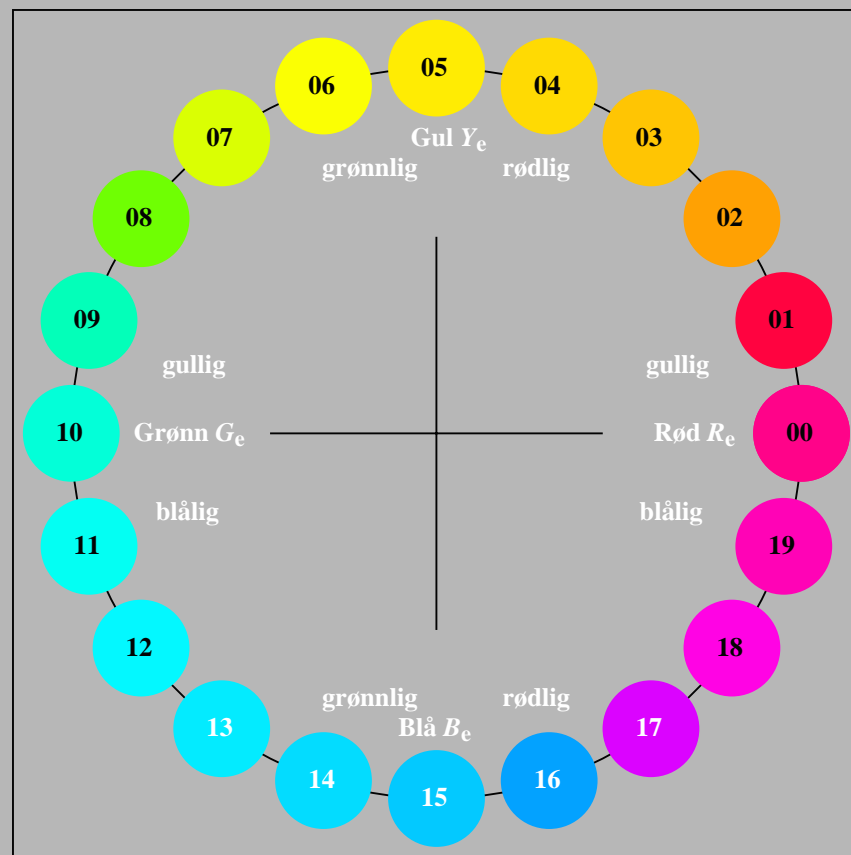 05
06 04
Gul Yₑ
07 03
grønnlig rødlig
08 02
09 01
gullig gullig
10 Grønn Gₑ Rød Rₑ 00
blålig blålig
11 19
12 18
grønnlig rødlig
13 Blå Bₑ 17
14 16
15